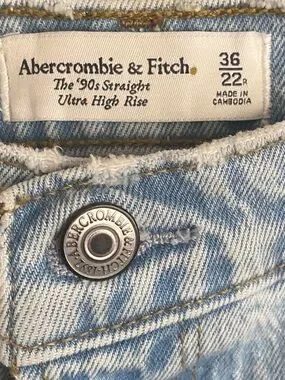 Abercrombie & Fitch.
The '90s Straight
Ultra High Rise
36
22R
MADE IN
CAMBODIA
ABERCROMBIE & FITCH